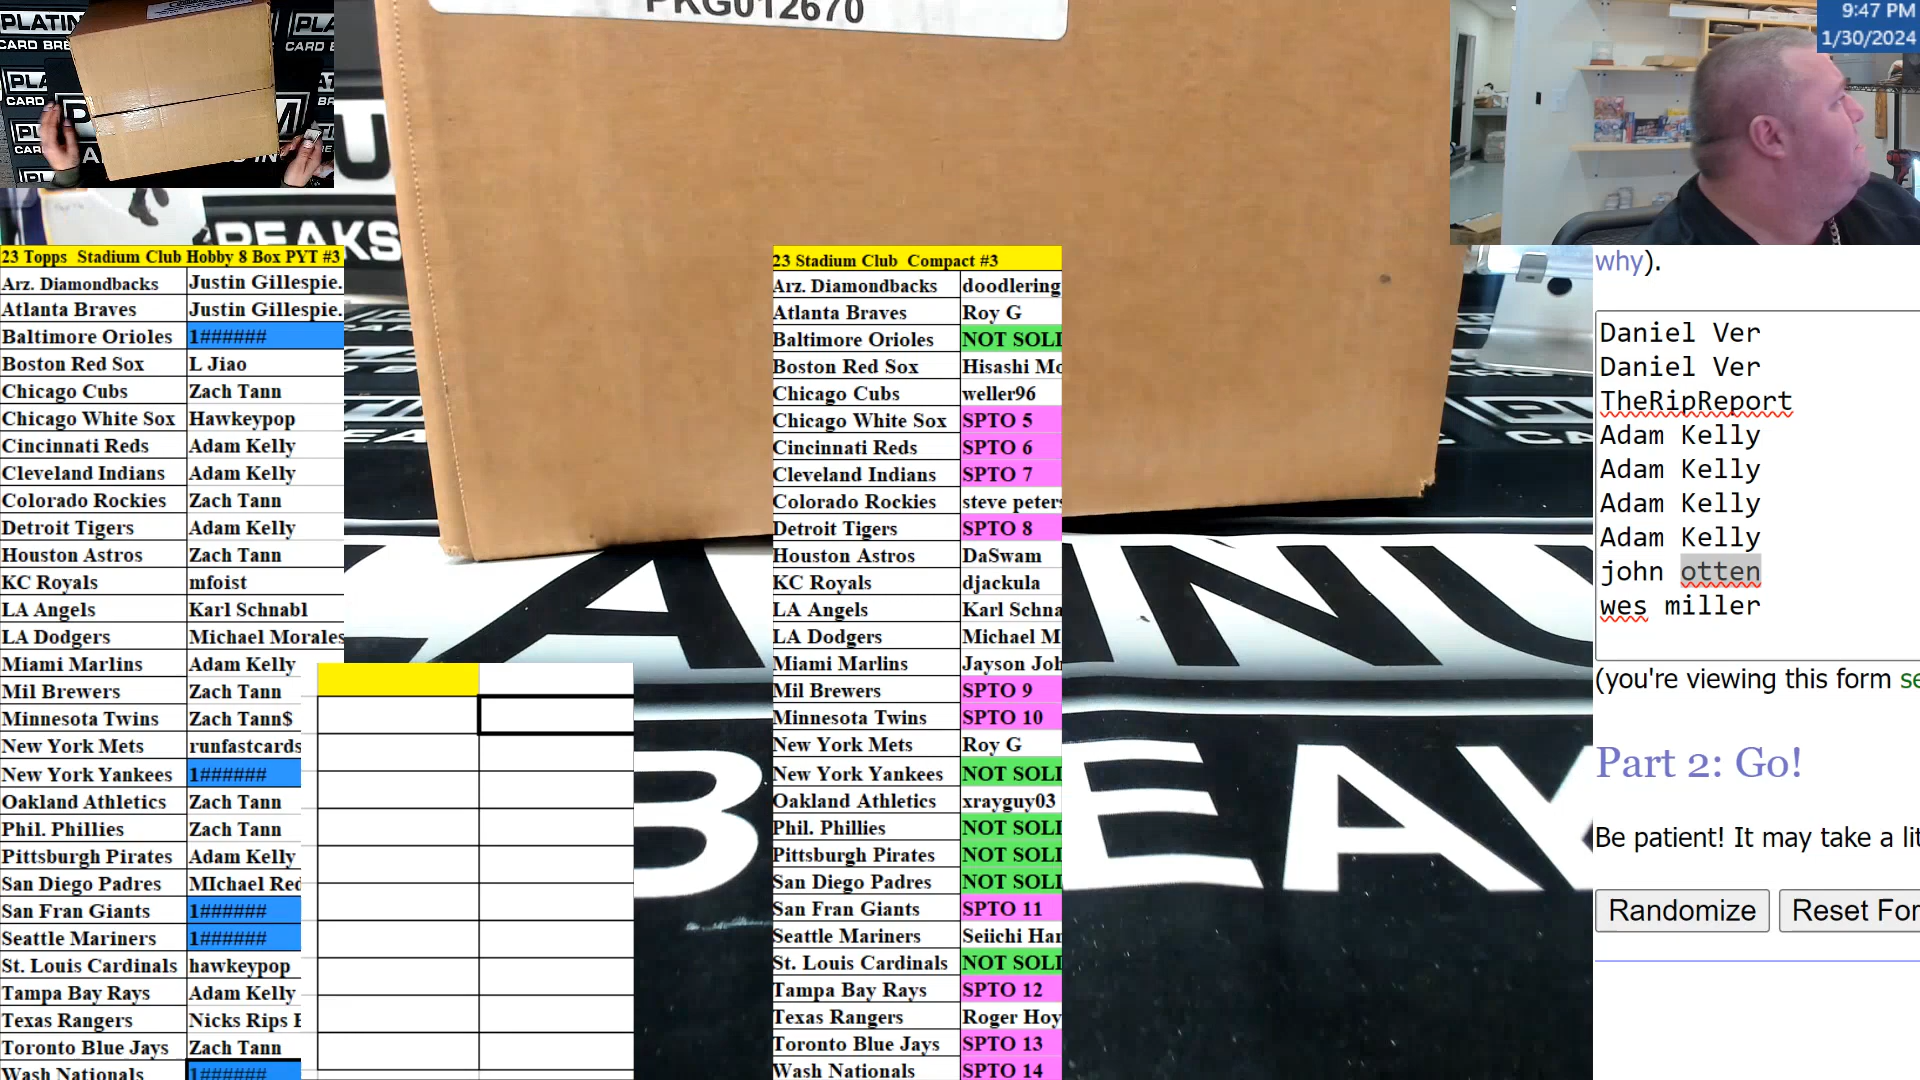 PKG012670
9:47 PM
1/30/2024
PLATIN
CARD BRE
CARD
BREAKS
23 Topps Stadium Club Hobby 8 Box PYT #3
Arz. Diamondbacks Justin Gillespie.
Atlanta Braves Justin Gillespie.
Baltimore Orioles 1######
Boston Red Sox L Jiao
Chicago Cubs Zach Tann
Chicago White Sox Hawkeypop
Cincinnati Reds Adam Kelly
Cleveland Indians Adam Kelly
Colorado Rockies Zach Tann
Detroit Tigers Adam Kelly
Houston Astros Zach Tann
KC Royals mfoist
LA Angels Karl Schnabl
LA Dodgers Michael Morales
Miami Marlins Adam Kelly
Mil Brewers Zach Tann
Minnesota Twins Zach Tann$
New York Mets runfastcards
New York Yankees 1######
Oakland Athletics Zach Tann
Phil. Phillies Zach Tann
Pittsburgh Pirates Adam Kelly
San Diego Padres MIchael Red
San Fran Giants 1######
Seattle Mariners 1######
St. Louis Cardinals hawkeypop
Tampa Bay Rays Adam Kelly
Texas Rangers Nicks Rips
Toronto Blue Jays Zach Tann
Wash Nationals 1######
23 Stadium Club Compact #3
Arz. Diamondbacks doodlering
Atlanta Braves Roy G
Baltimore Orioles NOT SOL
Boston Red Sox Hisashi Mo
Chicago Cubs weller96
Chicago White Sox SPTO 5
Cincinnati Reds SPTO 6
Cleveland Indians SPTO 7
Colorado Rockies steve peters
Detroit Tigers SPTO 8
Houston Astros DaSwam
KC Royals djackula
LA Angels Karl Schna
LA Dodgers Michael M
Miami Marlins Jayson Joh
Mil Brewers SPTO 9
Minnesota Twins SPTO 10
New York Mets Roy G
New York Yankees NOT SOL
Oakland Athletics xrayguy03
Phil. Phillies NOT SOL
Pittsburgh Pirates NOT SOL
San Diego Padres NOT SOL
San Fran Giants SPTO 11
Seattle Mariners Seiichi Har
St. Louis Cardinals NOT SOL
Tampa Bay Rays SPTO 12
Texas Rangers Roger Hoy
Toronto Blue Jays SPTO 13
Wash Nationals SPTO 14
why).
Daniel Ver
Daniel Ver
TheRipReport
Adam Kelly
Adam Kelly
Adam Kelly
Adam Kelly
john otten
wes miller
(you're viewing this form se
Part 2: Go!
Be patient! It may take a lit
Randomize
Reset For